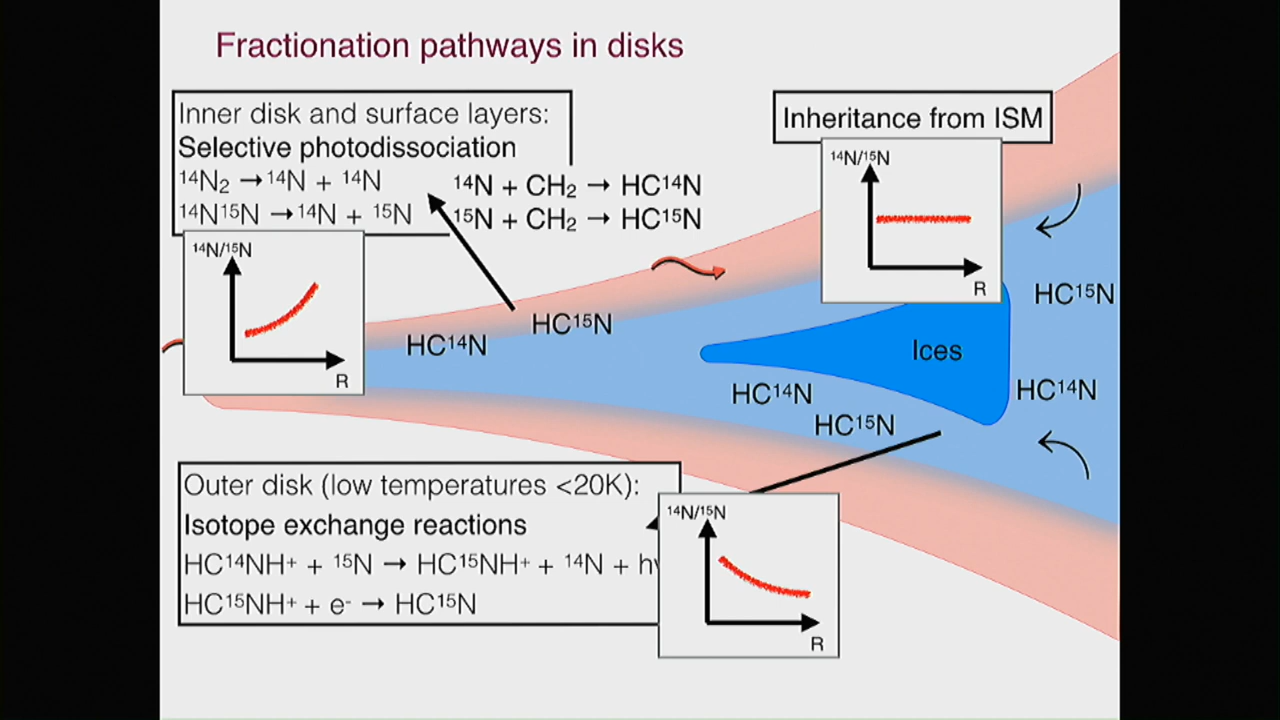 Fractionation pathways in disks
Inner disk and surface layers:
Selective photodissociation
¹⁴N₂ → ¹⁴N + ¹⁴N
¹⁴N¹⁵N → ¹⁴N + ¹⁵N
¹⁴N + CH₂ → HC¹⁴N
¹⁵N + CH₂ → HC¹⁵N
Inheritance from ISM
¹⁴N/¹⁵N
R
¹⁴N/¹⁵N
R
HC¹⁴N
HC¹⁵N
Ices
HC¹⁵N
HC¹⁴N
HC¹⁴N
HC¹⁵N
Outer disk (low temperatures <20K):
Isotope exchange reactions
HC¹⁴NH⁺ + ¹⁵N → HC¹⁵NH⁺ + ¹⁴N + hν
HC¹⁵NH⁺ + e⁻ → HC¹⁵N
¹⁴N/¹⁵N
R